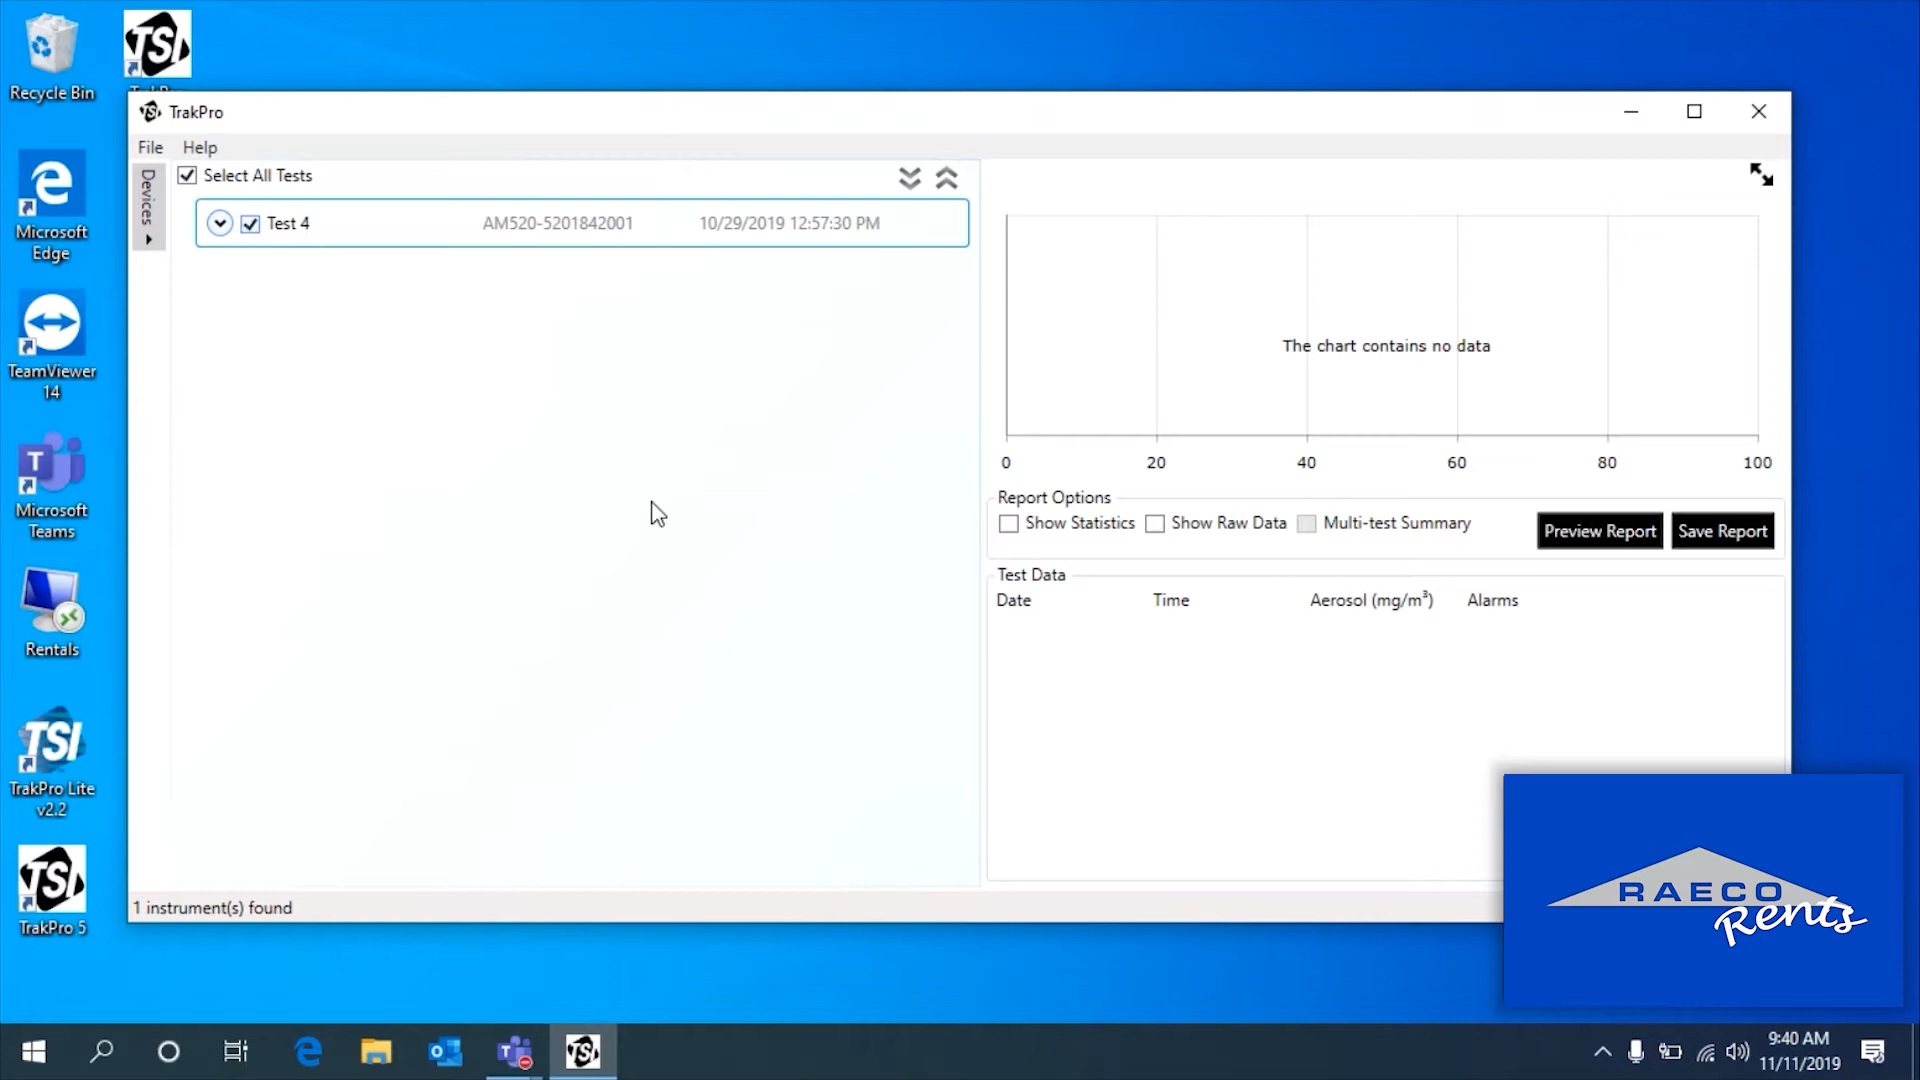 Recycle Bin
Microsoft
Edge
TeamViewer
14
Microsoft
Teams
Rentals
TrakPro Lite
v2.2
TrakPro 5
TSI
TSI
TSI
TSI
TrakPro
File Help
Devices
Select All Tests
Test 4 AM520-5201842001 10/29/2019 12:57:30 PM
The chart contains no data
0 20 40 60 80 100
Report Options
Show Statistics Show Raw Data Multi-test Summary
Preview Report Save Report
Test Data
Date Time Aerosol (mg/m³) Alarms
1 instrument(s) found
RAECO
Rents
9:40 AM
11/11/2019